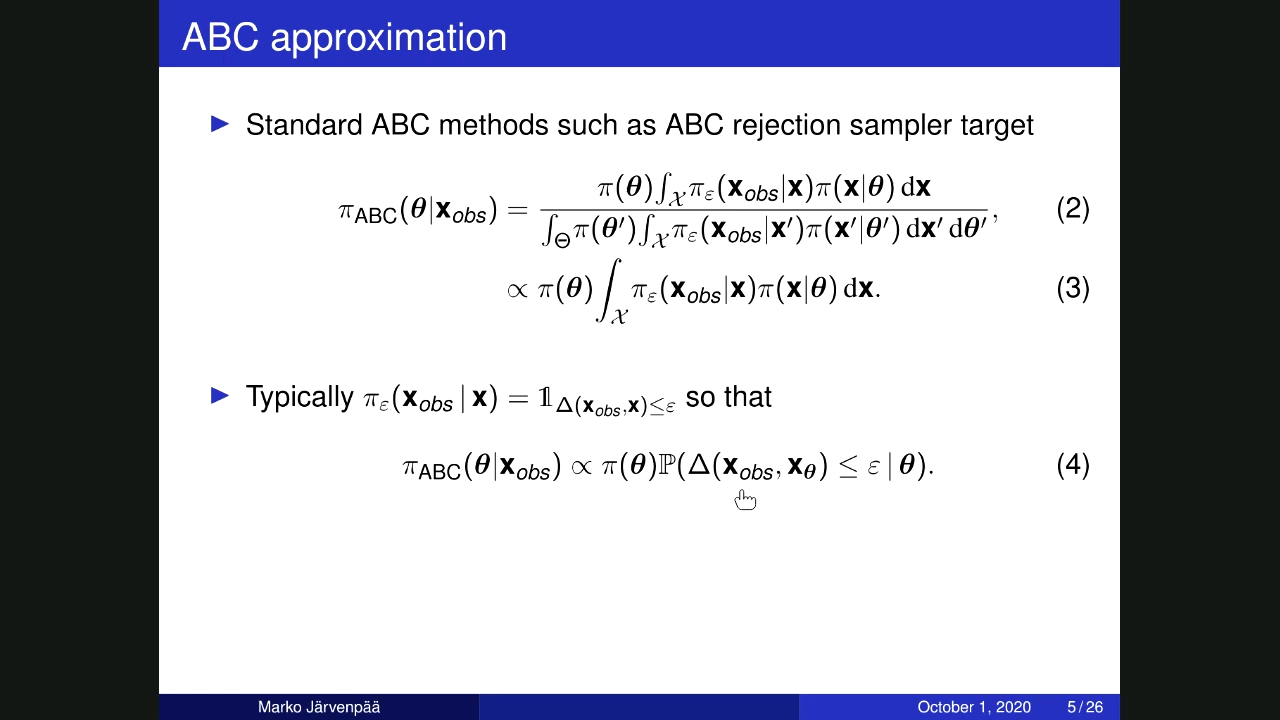 ABC approximation
▶ Standard ABC methods such as ABC rejection sampler target
π_ABC(θ|x_obs) = π(θ)∫_𝒳 π_ε(x_obs|x)π(x|θ) dx / ∫_Θ π(θ′)∫_𝒳 π_ε(x_obs|x′)π(x′|θ′) dx′ dθ′, (2)
∝ π(θ)∫_𝒳 π_ε(x_obs|x)π(x|θ) dx. (3)
▶ Typically π_ε(x_obs | x) = 𝟙_Δ(x_obs,x)≤ε so that
π_ABC(θ|x_obs) ∝ π(θ)ℙ(Δ(x_obs, x_θ) ≤ ε | θ). (4)
Marko Järvenpää October 1, 2020 5 / 26